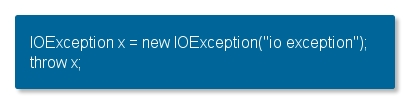 IOException x = new IOException("io exception");
throw x;